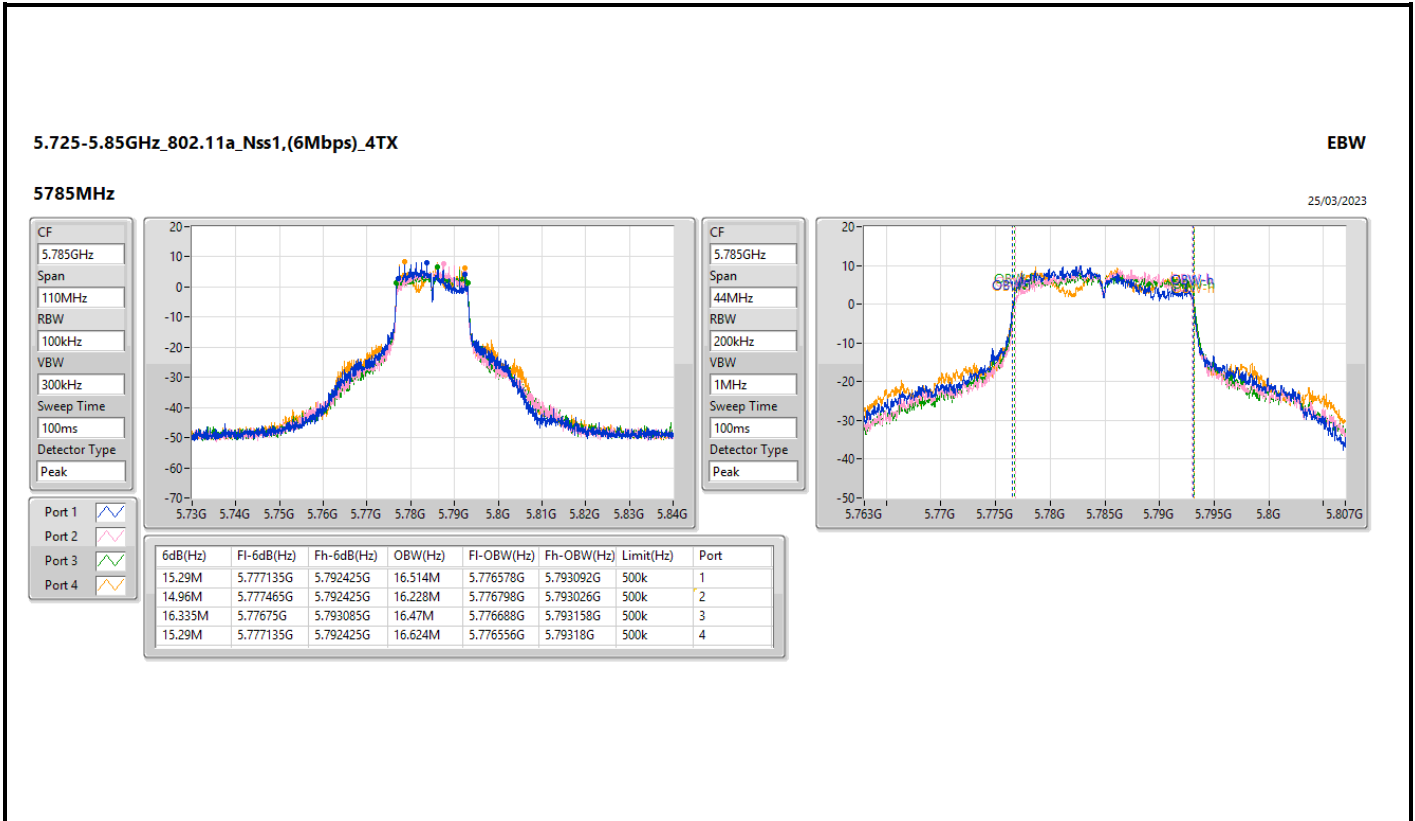 5.725-5.85GHz_802.11a_Nss1,(6Mbps)_4TX
EBW
5785MHz
25/03/2023
CF
5.785GHz
Span
110MHz
RBW
100kHz
VBW
300kHz
Sweep Time
100ms
Detector Type
Peak
20
10
0
-10
-20
-30
-40
-50
-60
-70
5.73G 5.74G 5.75G 5.76G 5.77G 5.78G 5.79G 5.8G 5.81G 5.82G 5.83G 5.84G
CF
5.785GHz
Span
44MHz
RBW
200kHz
VBW
1MHz
Sweep Time
100ms
Detector Type
Peak
20
10
0
-10
-20
-30
-40
-50
5.763G 5.77G 5.775G 5.78G 5.785G 5.79G 5.795G 5.8G 5.807G
Port 1
Port 2
Port 3
Port 4
6dB(Hz) Fl-6dB(Hz) Fh-6dB(Hz) OBW(Hz) Fl-OBW(Hz) Fh-OBW(Hz) Limit(Hz) Port
15.29M 5.777135G 5.792425G 16.514M 5.776578G 5.793092G 500k 1
14.96M 5.777465G 5.792425G 16.228M 5.776798G 5.793026G 500k 2
16.335M 5.77675G 5.793085G 16.47M 5.776688G 5.793158G 500k 3
15.29M 5.777135G 5.792425G 16.624M 5.776556G 5.79318G 500k 4